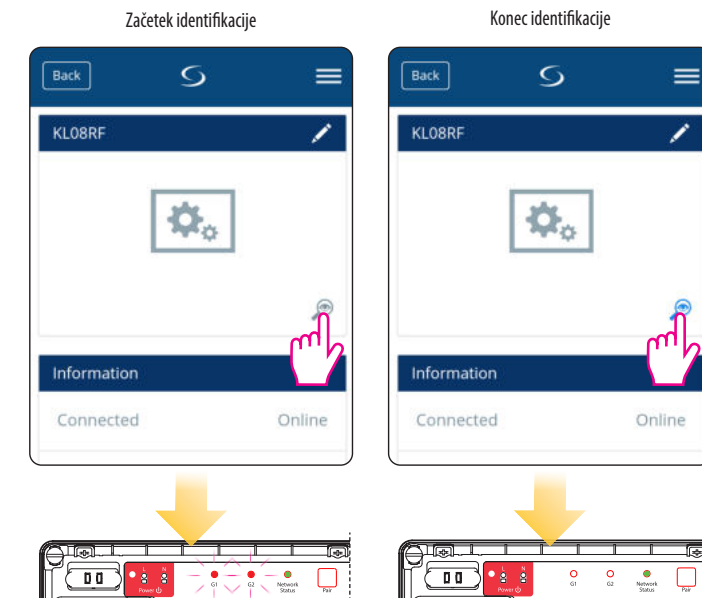 Začetek identifikacije
Back
KL08RF
Information
Connected Online
L N
Power
G1 G2 Network Status Pair
Konec identifikacije
Back
KL08RF
Information
Connected Online
L N
Power
G1 G2 Network Status Pair